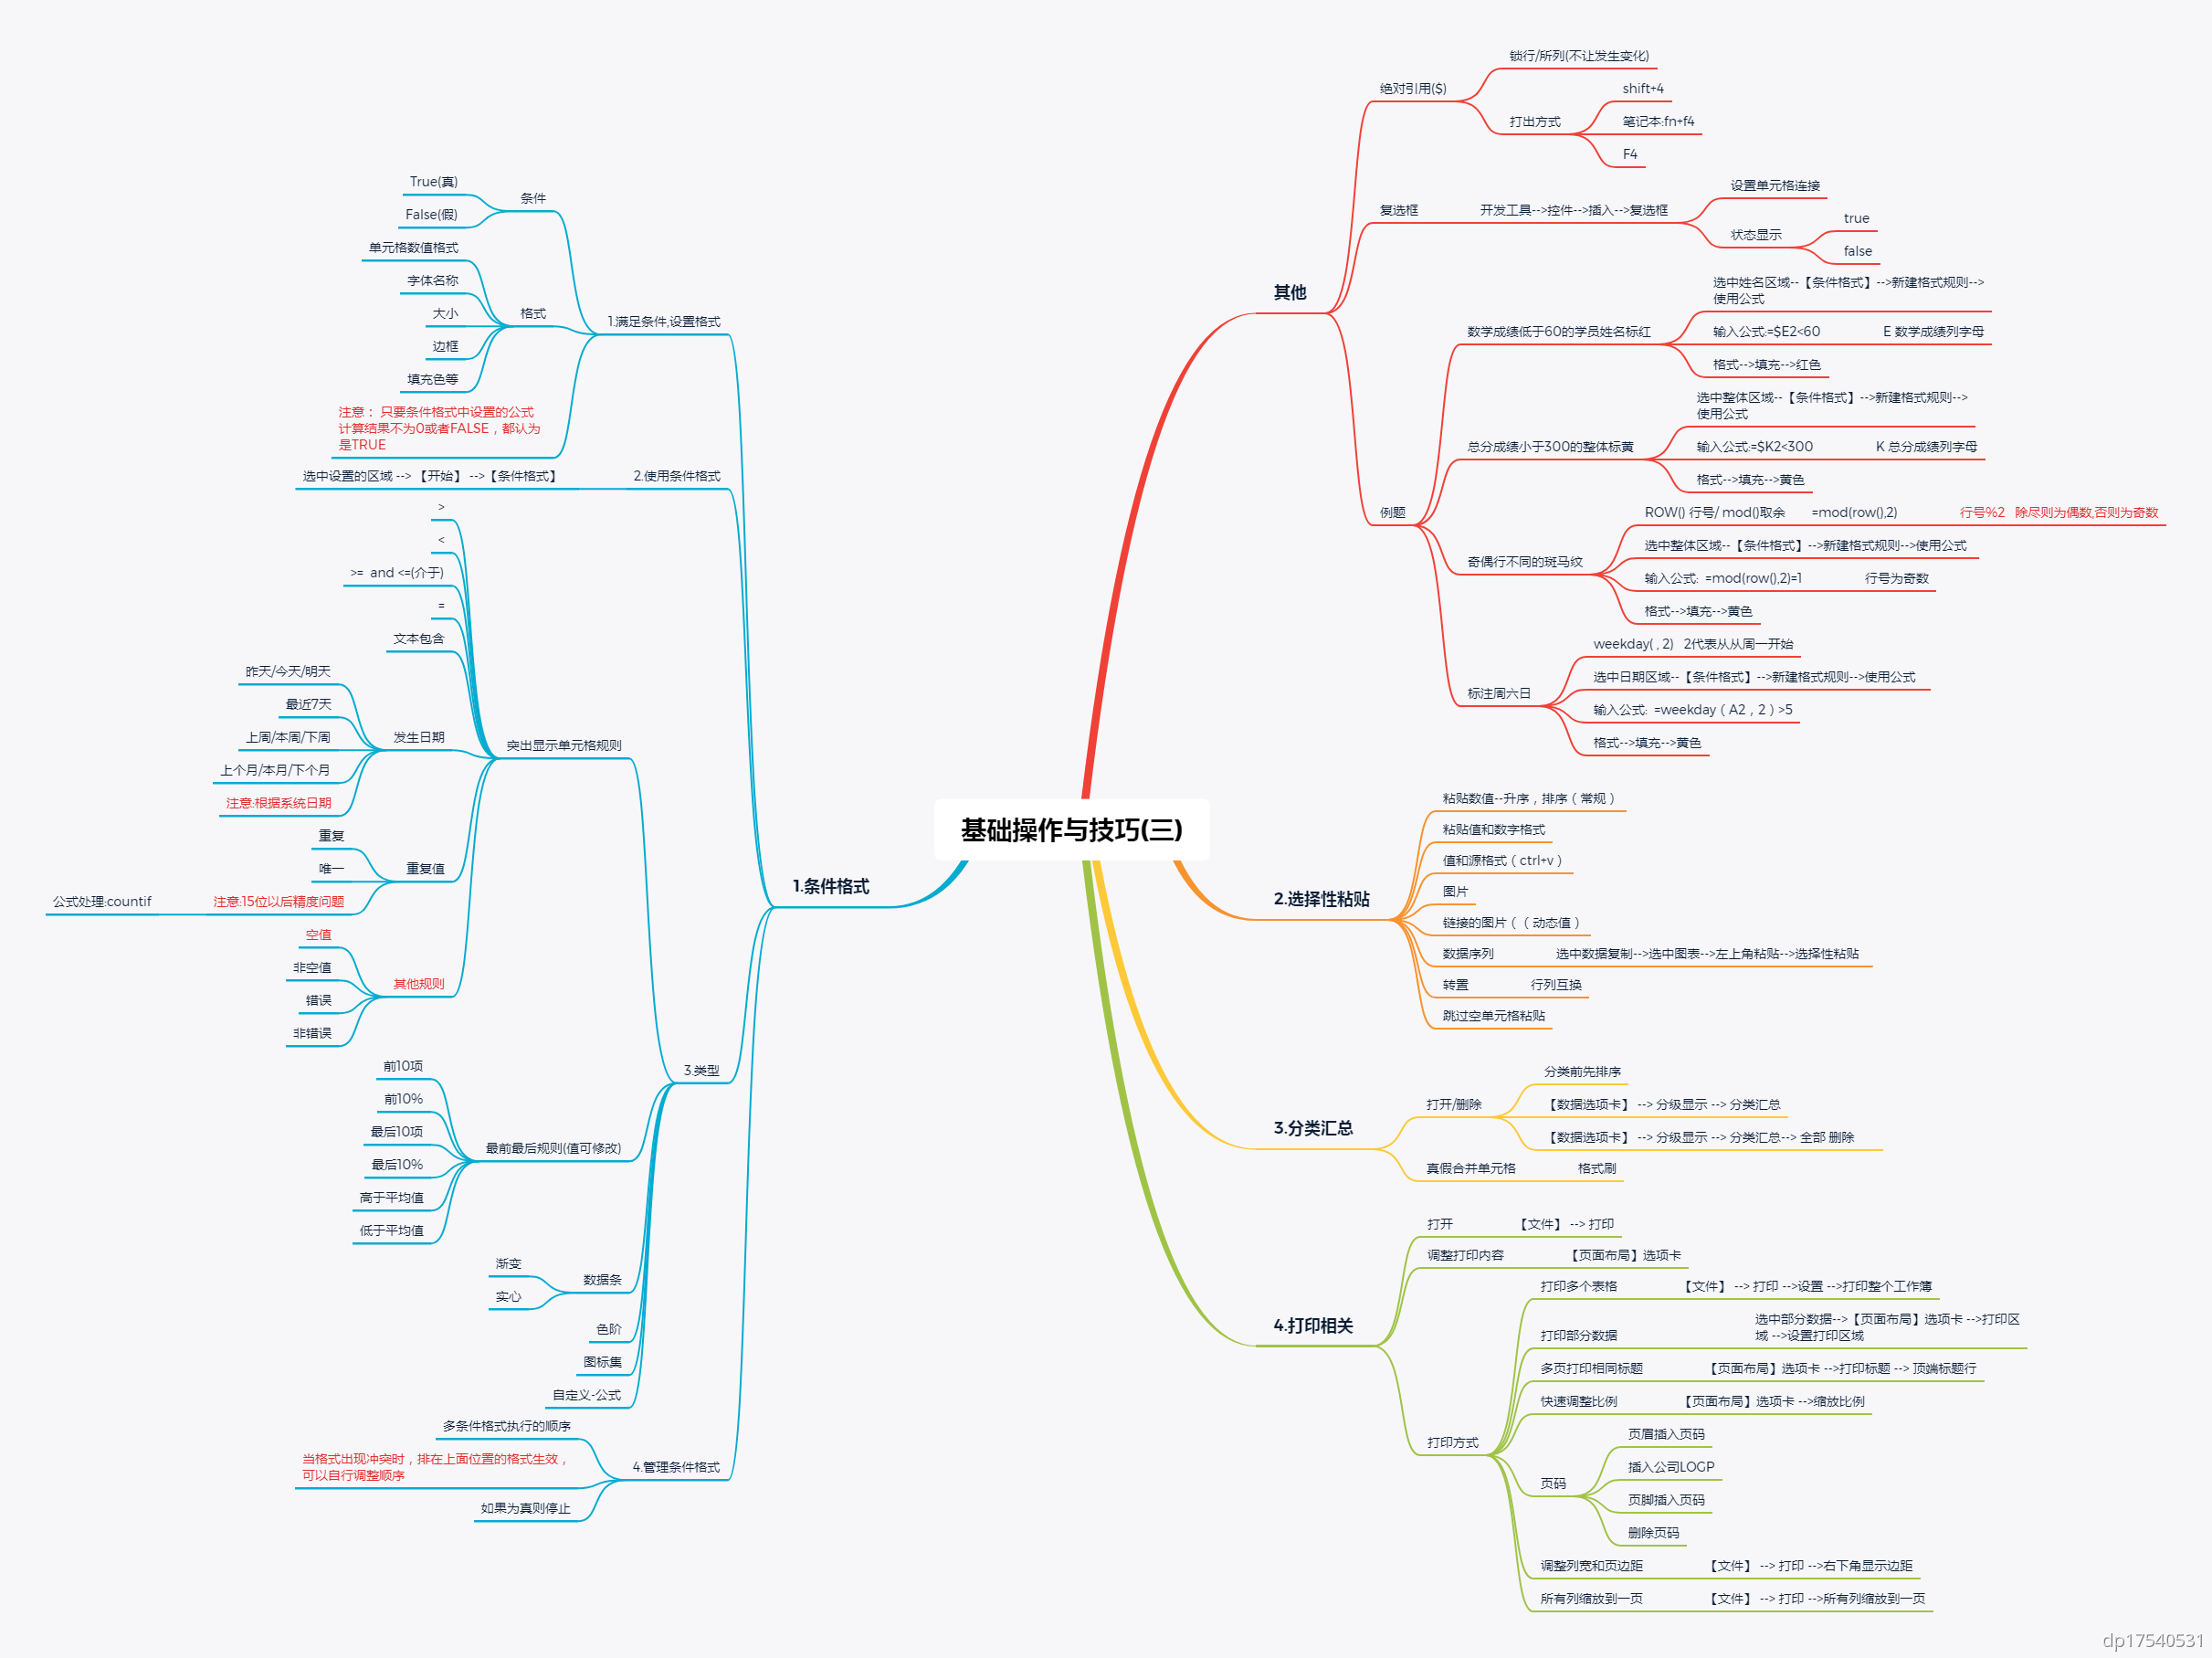 基础操作与技巧(三)
1.条件格式
1.满足条件,设置格式
条件
True(真)
False(假)
格式
单元格数值格式
字体名称
大小
边框
填充色等
注意： 只要条件格式中设置的公式
计算结果不为0或者FALSE，都认为
是TRUE
2.使用条件格式
选中设置的区域 --> 【开始】 -->【条件格式】
3.类型
突出显示单元格规则
>
<
>= and <=(介于)
=
文本包含
发生日期
昨天/今天/明天
最近7天
上周/本周/下周
上个月/本月/下个月
注意:根据系统日期
重复值
重复
唯一
注意:15位以后精度问题
公式处理:countif
其他规则
空值
非空值
错误
非错误
最前最后规则(值可修改)
前10项
前10%
最后10项
最后10%
高于平均值
低于平均值
数据条
渐变
实心
色阶
图标集
自定义-公式
4.管理条件格式
多条件格式执行的顺序
当格式出现冲突时，排在上面位置的格式生效，
可以自行调整顺序
如果为真则停止
其他
绝对引用($)
锁行/所列(不让发生变化)
打出方式
shift+4
笔记本:fn+f4
F4
复选框
开发工具-->控件-->插入-->复选框
设置单元格连接
状态显示
true
false
例题
数学成绩低于60的学员姓名标红
选中姓名区域--【条件格式】-->新建格式规则-->
使用公式
输入公式:=$E2<60
E 数学成绩列字母
格式-->填充-->红色
总分成绩小于300的整体标黄
选中整体区域--【条件格式】-->新建格式规则-->
使用公式
输入公式:=$K2<300
K 总分成绩列字母
格式-->填充-->黄色
奇偶行不同的斑马纹
ROW() 行号/ mod()取余 =mod(row(),2)
行号%2 除尽则为偶数,否则为奇数
选中整体区域--【条件格式】-->新建格式规则-->使用公式
输入公式: =mod(row(),2)=1
行号为奇数
格式-->填充-->黄色
标注周六日
weekday( , 2) 2代表从从周一开始
选中日期区域--【条件格式】-->新建格式规则-->使用公式
输入公式: =weekday（A2，2）>5
格式-->填充-->黄色
2.选择性粘贴
粘贴数值--升序，排序（常规）
粘贴值和数字格式
值和源格式（ctrl+v）
图片
链接的图片（（动态值）
数据序列
选中数据复制-->选中图表-->左上角粘贴-->选择性粘贴
转置
行列互换
跳过空单元格粘贴
3.分类汇总
打开/删除
分类前先排序
【数据选项卡】 --> 分级显示 --> 分类汇总
【数据选项卡】 --> 分级显示 --> 分类汇总--> 全部 删除
真假合并单元格
格式刷
4.打印相关
打开
【文件】 --> 打印
调整打印内容
【页面布局】选项卡
打印方式
打印多个表格
【文件】 --> 打印 -->设置 -->打印整个工作簿
打印部分数据
选中部分数据-->【页面布局】选项卡 -->打印区
域 -->设置打印区域
多页打印相同标题
【页面布局】选项卡 -->打印标题 --> 顶端标题行
快速调整比例
【页面布局】选项卡 -->缩放比例
页码
页眉插入页码
插入公司LOGP
页脚插入页码
删除页码
调整列宽和页边距
【文件】 --> 打印 -->右下角显示边距
所有列缩放到一页
【文件】 --> 打印 -->所有列缩放到一页
dp17540531